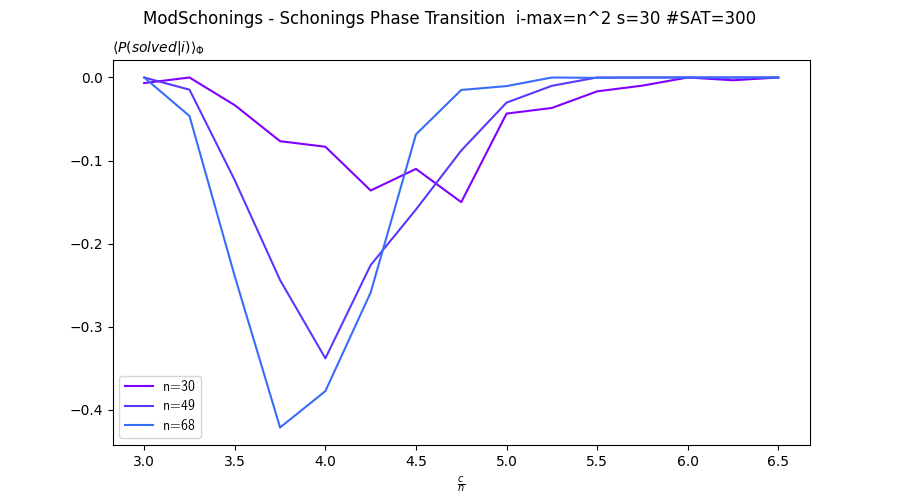 ModSchonings - Schonings Phase Transition  i-max=n^2 s=30 #SAT=300
⟨P(solved|i)⟩Φ
0.0
−0.1
−0.2
−0.3
−0.4
n=30
n=49
n=68
3.0 3.5 4.0 4.5 5.0 5.5 6.0 6.5
c/n